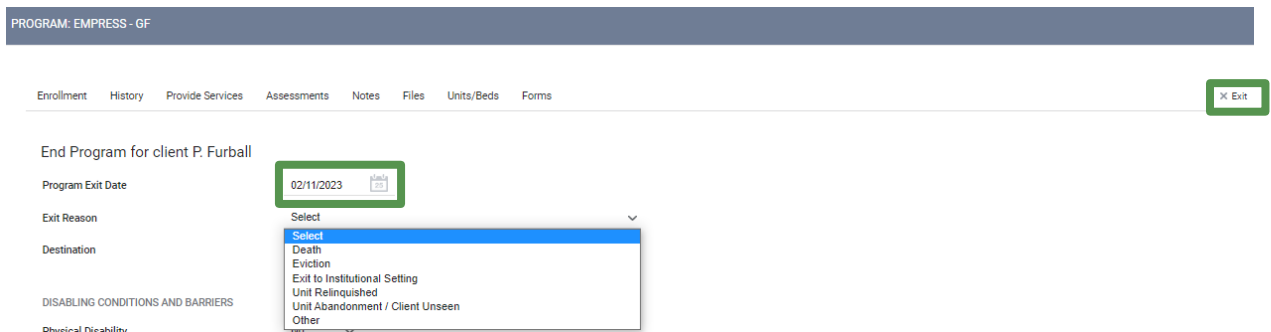 PROGRAM: EMPRESS - GF
Enrollment History Provide Services Assessments Notes Files Units/Beds Forms
Exit
End Program for client P. Furball
Program Exit Date 02/11/2023 25
Exit Reason Select
Destination
Select
Death
Eviction
Exit to Institutional Setting
Unit Relinquished
Unit Abandonment / Client Unseen
Other
DISABLING CONDITIONS AND BARRIERS
Physical Disability No